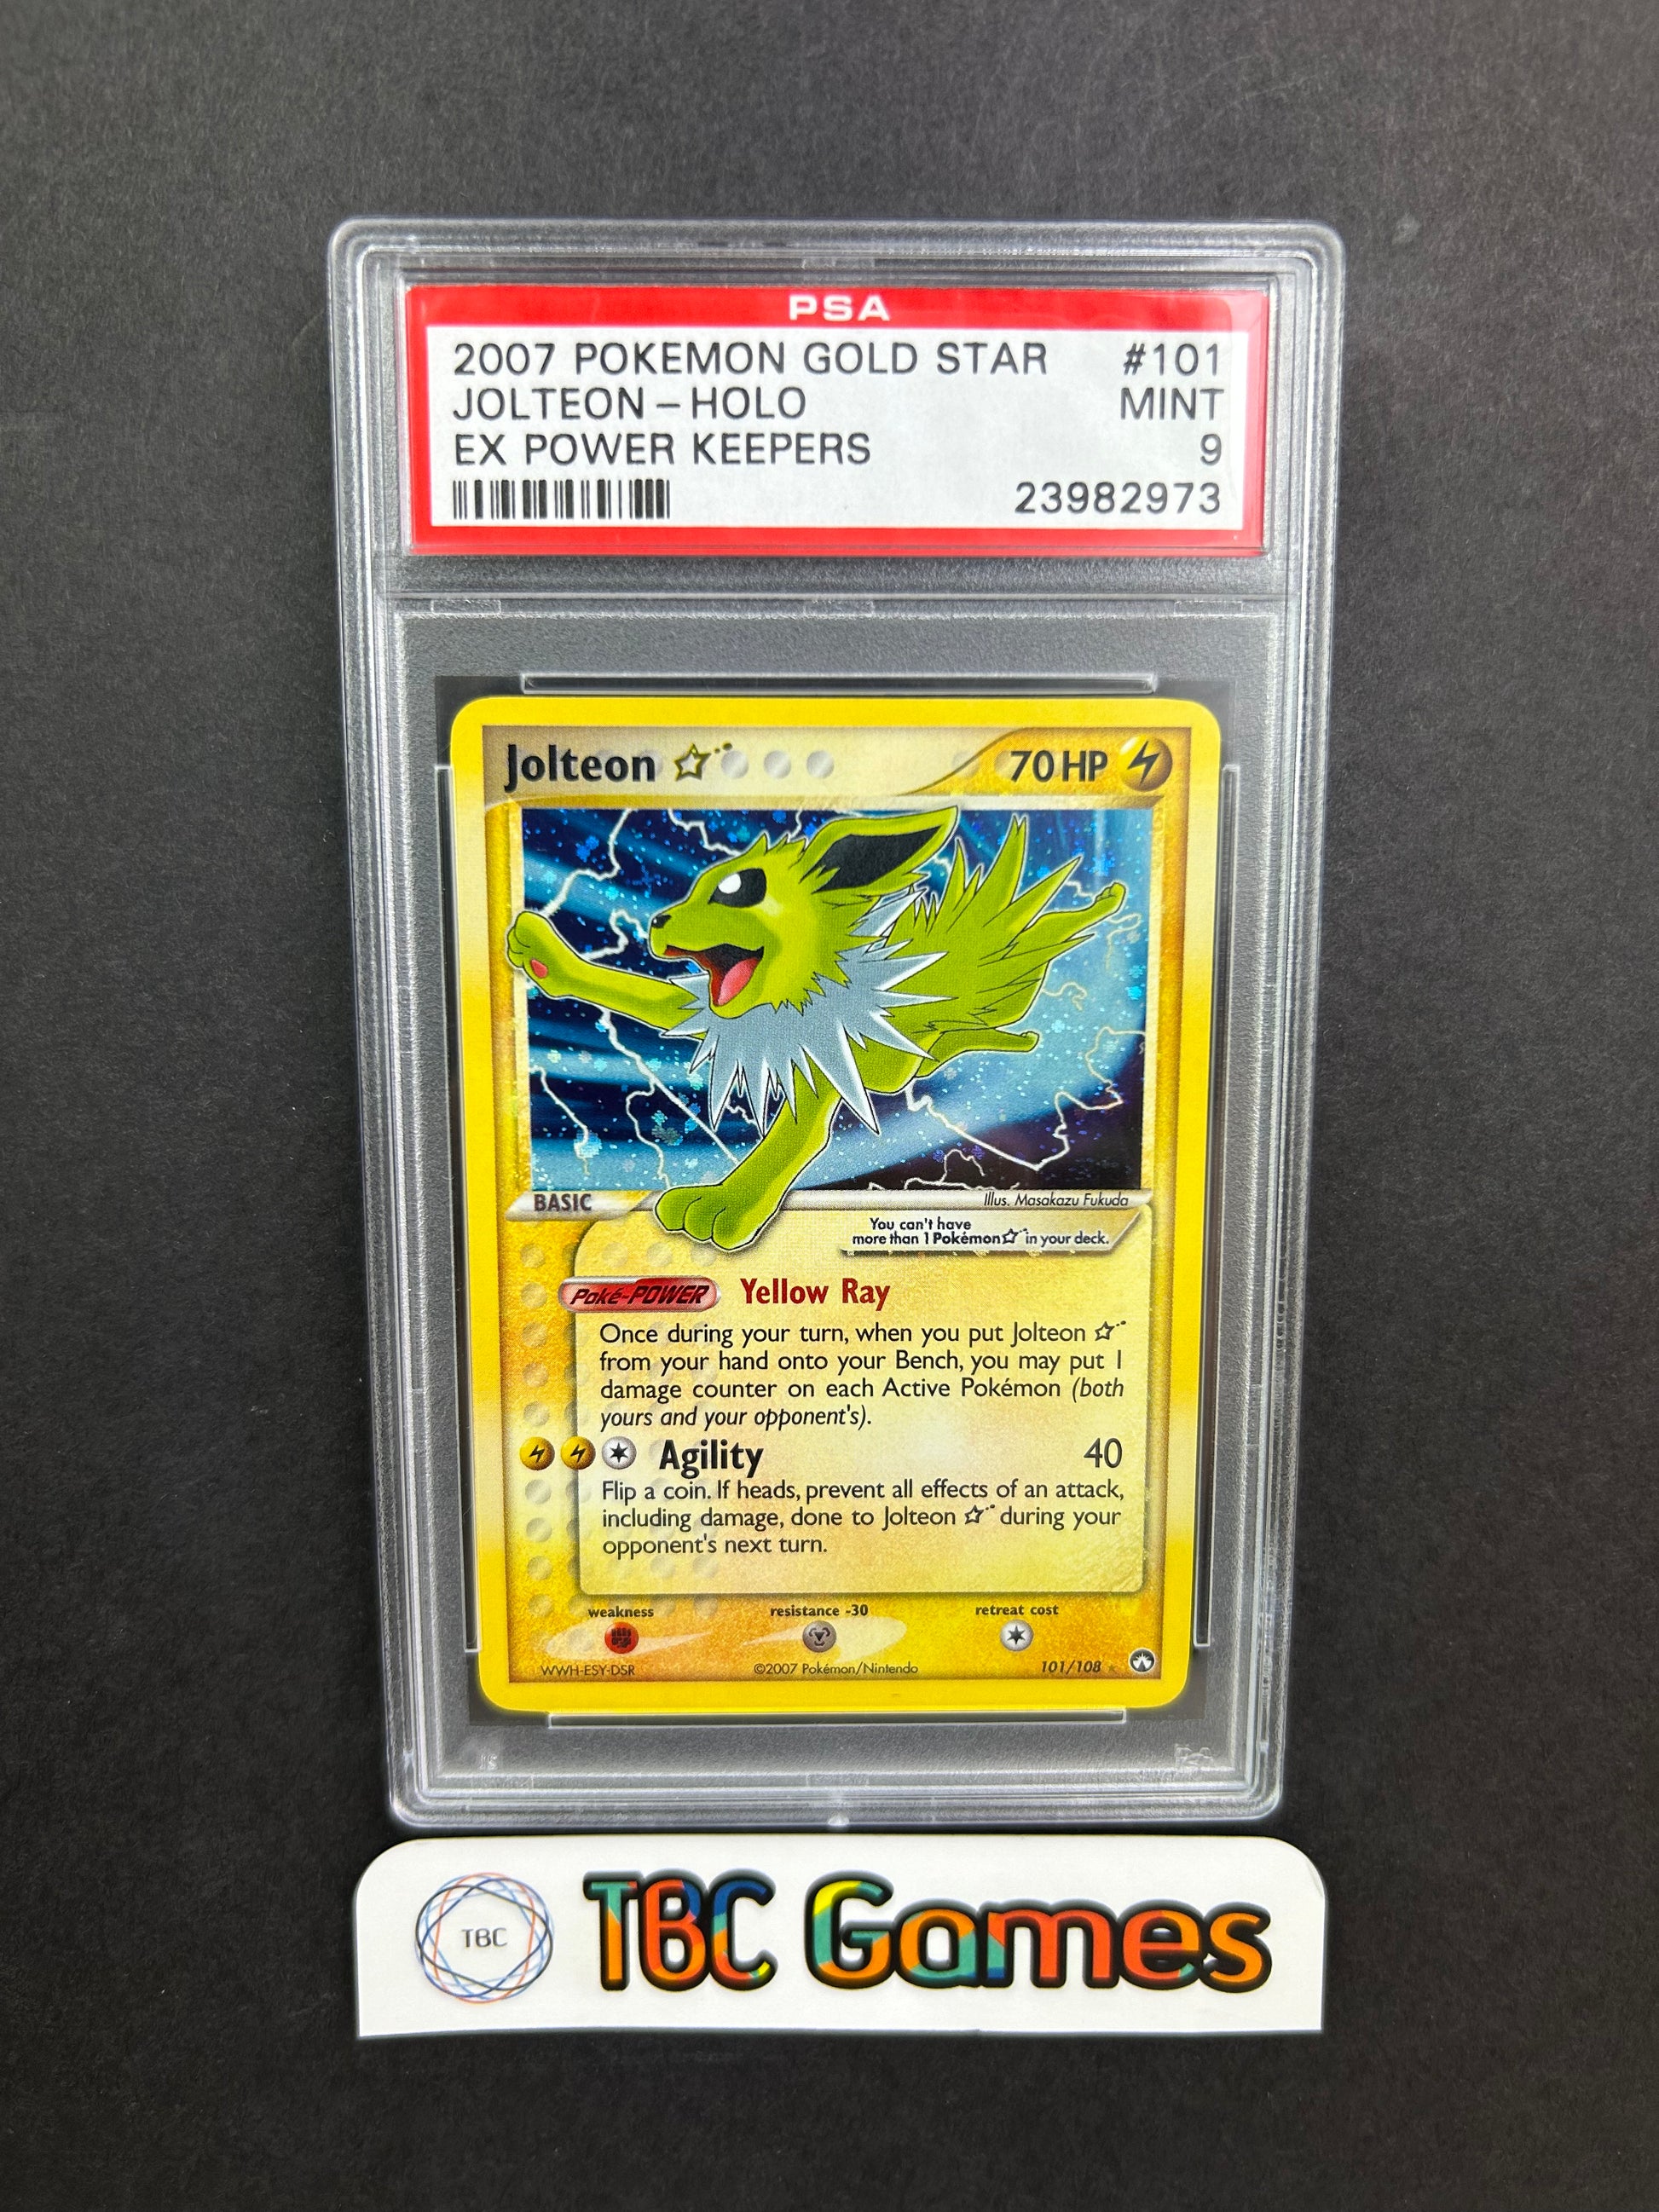 PSA
2007 POKEMON GOLD STAR #101
JOLTEON - HOLO MINT
EX POWER KEEPERS 9
23982973
Jolteon ☆ 70 HP
BASIC
Illus. Masakazu Fukuda
You can't have
more than 1 Pokémon ☆ in your deck.
Poké-POWER Yellow Ray
Once during your turn, when you put Jolteon ☆
from your hand onto your Bench, you may put 1
damage counter on each Active Pokémon (both
yours and your opponent's).
Agility 40
Flip a coin. If heads, prevent all effects of an attack,
including damage, done to Jolteon ☆ during your
opponent's next turn.
weakness resistance -30 retreat cost
WWH-ESY-DSR ©2007 Pokémon/Nintendo 101/108
TBC TBC Games